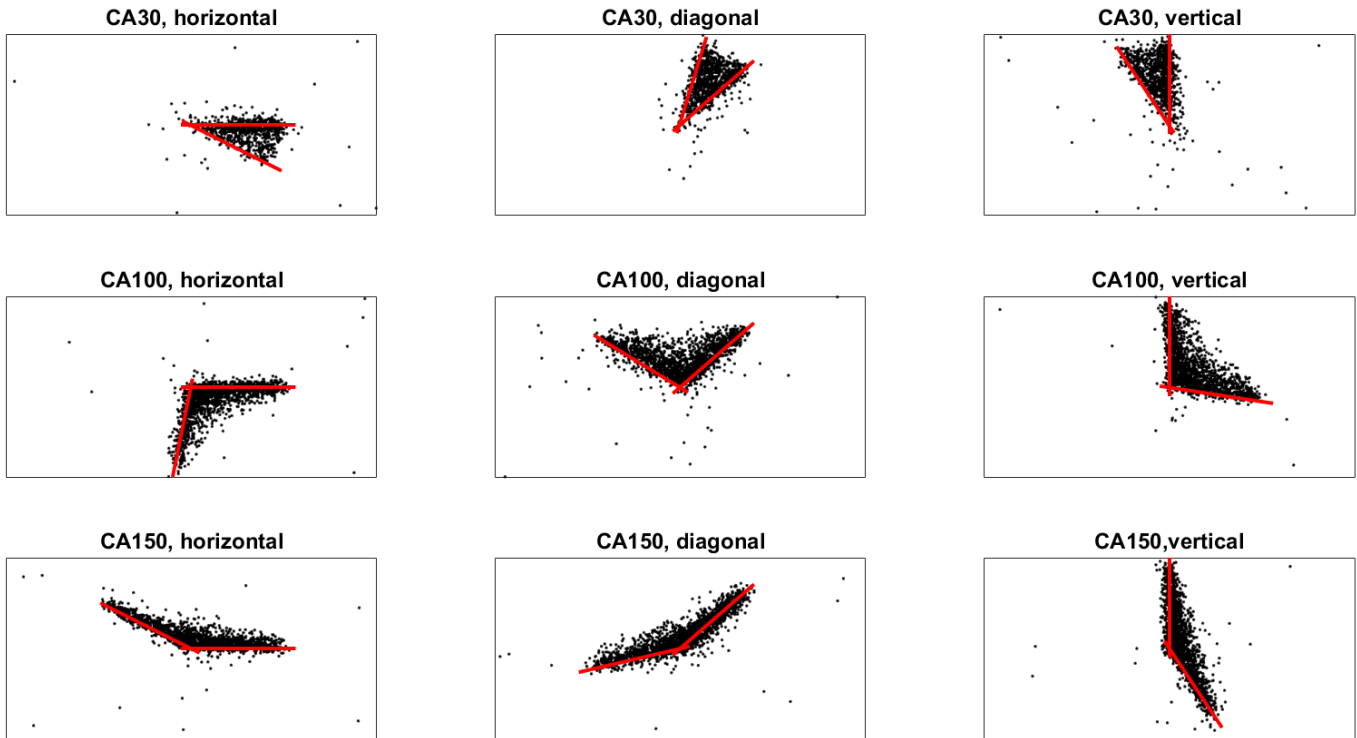 CA30, horizontal
CA30, diagonal
CA30, vertical
CA100, horizontal
CA100, diagonal
CA100, vertical
CA150, horizontal
CA150, diagonal
CA150,vertical